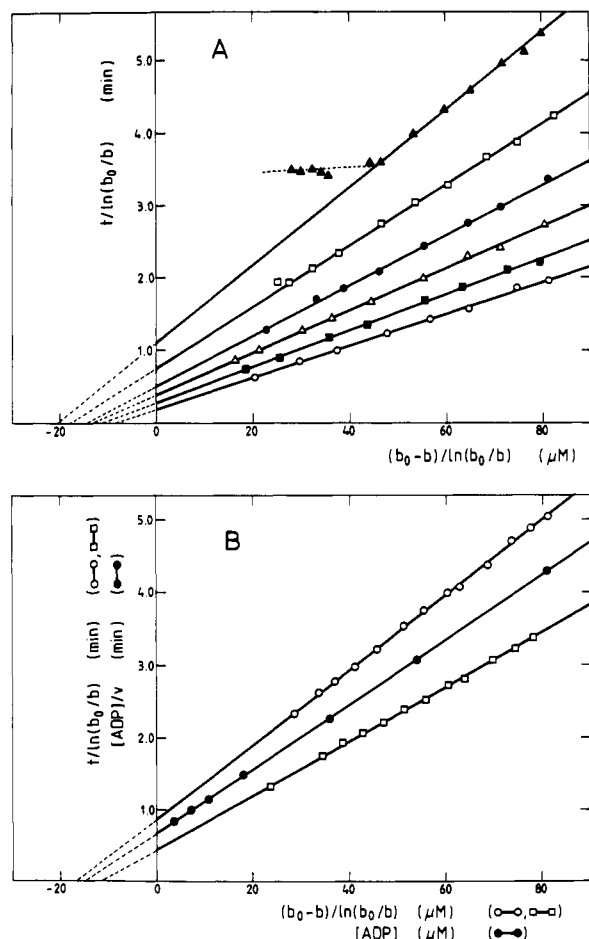 A
t/ln(b₀/b) (min)
5.0
4.0
3.0
2.0
1.0
-20 0 20 40 60 80
(b₀-b)/ln(b₀/b) (μM)
B
t/ln(b₀/b) (min) (○—○, □—□)
[ADP]/v (min) (●—●)
5.0
4.0
3.0
2.0
1.0
-20 0 20 40 60 80
(b₀-b)/ln(b₀/b) (μM) (○—○, □—□)
[ADP] (μM) (●—●)